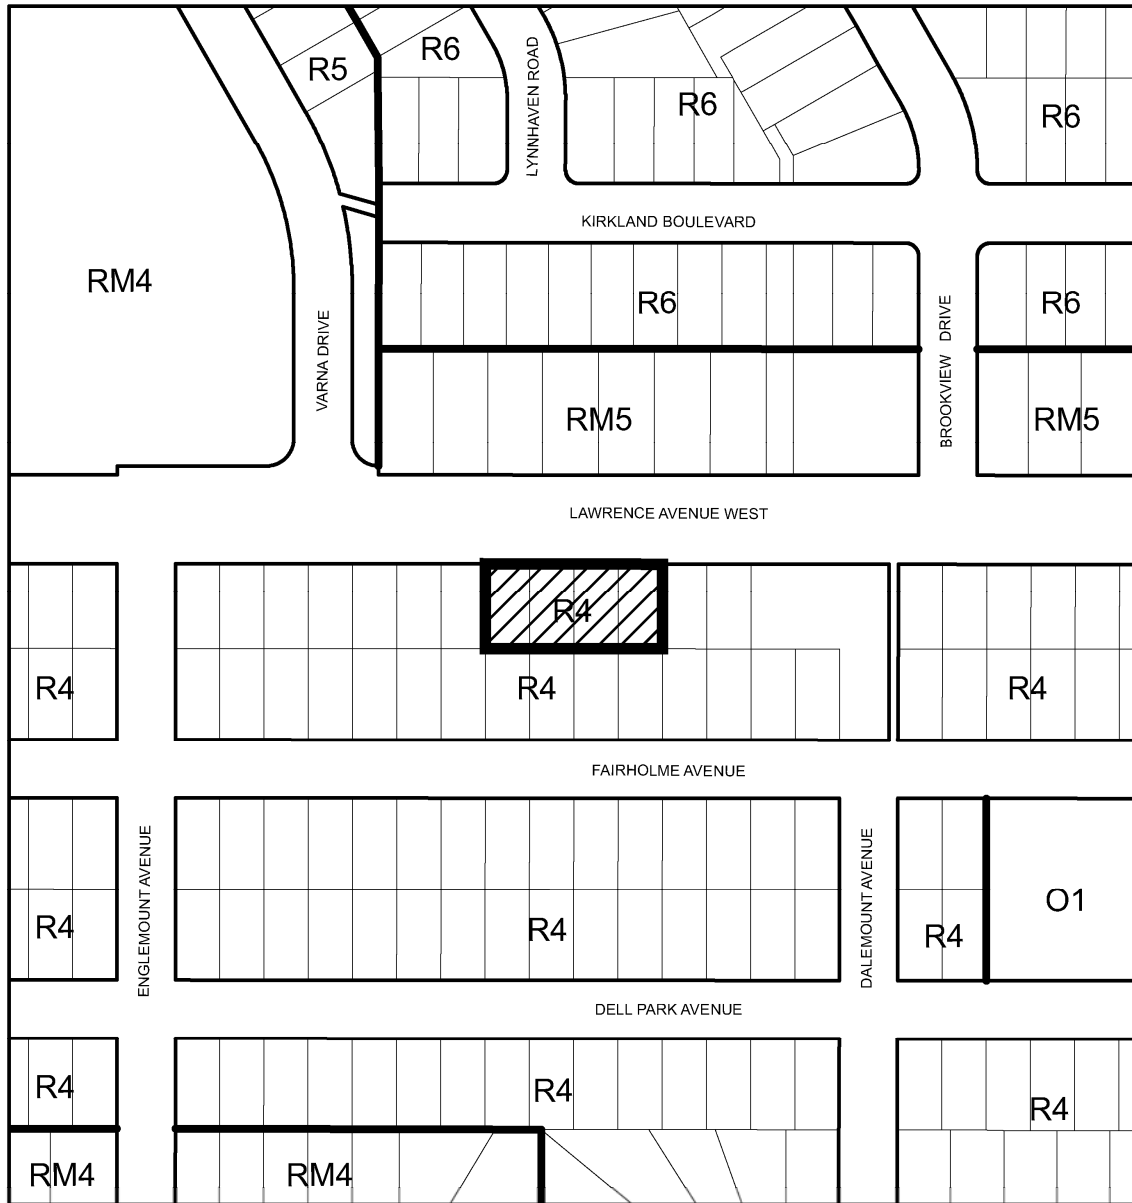 R5
R6
LYNNHAVEN ROAD
R6
R6
KIRKLAND BOULEVARD
RM4
R6
R6
VARNA DRIVE
BROOKVIEW DRIVE
RM5
RM5
LAWRENCE AVENUE WEST
R4
R4
R4
R4
FAIRHOLME AVENUE
ENGLEMOUNT AVENUE
DALEMOUNT AVENUE
R4
R4
R4
O1
DELL PARK AVENUE
R4
R4
R4
RM4
RM4